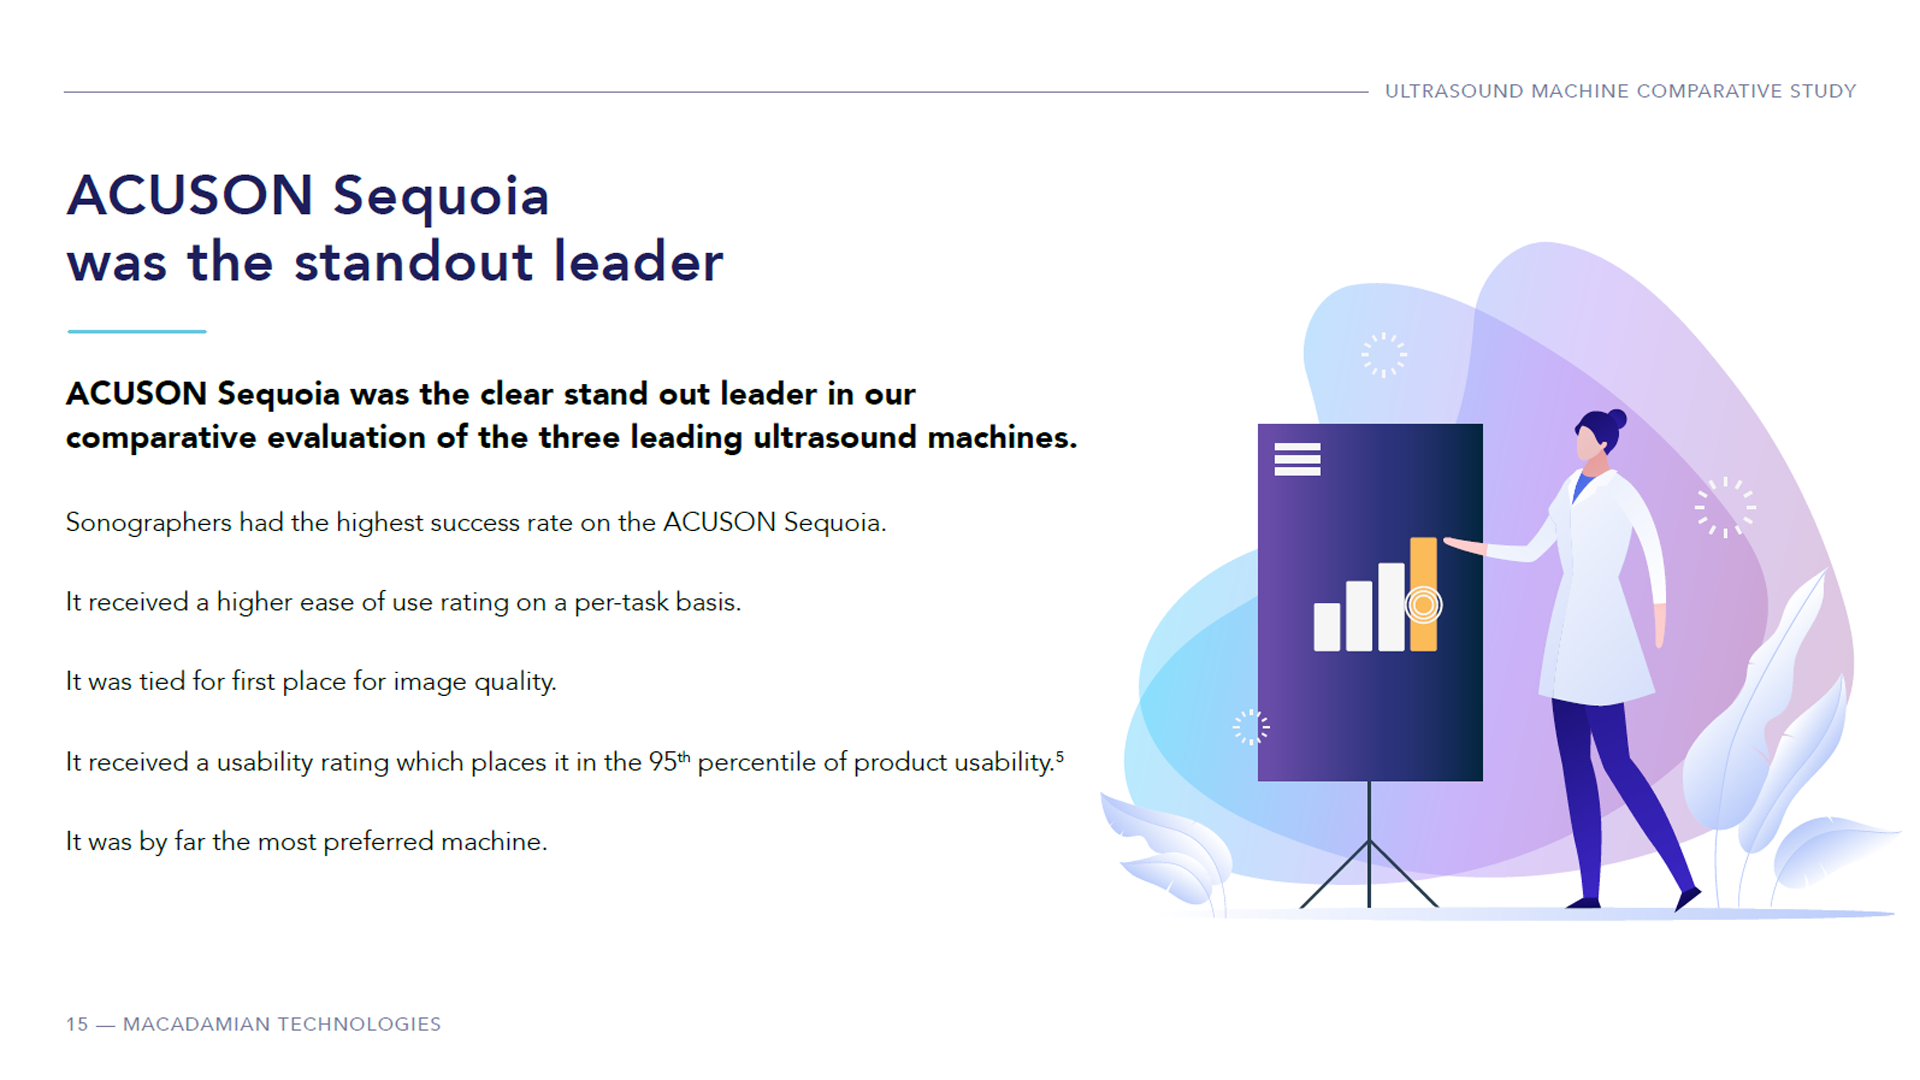 ULTRASOUND MACHINE COMPARATIVE STUDY
ACUSON Sequoia
was the standout leader
ACUSON Sequoia was the clear stand out leader in our
comparative evaluation of the three leading ultrasound machines.
Sonographers had the highest success rate on the ACUSON Sequoia.
It received a higher ease of use rating on a per-task basis.
It was tied for first place for image quality.
It received a usability rating which places it in the 95th percentile of product usability.5
It was by far the most preferred machine.
15 — MACADAMIAN TECHNOLOGIES